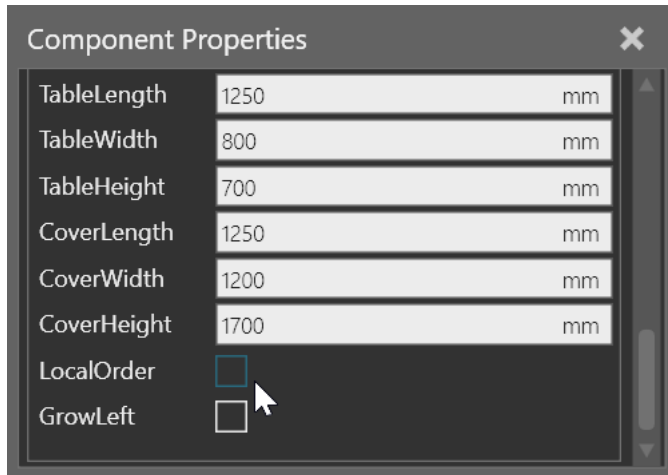 Component Properties
TableLength 1250 mm
TableWidth 800 mm
TableHeight 700 mm
CoverLength 1250 mm
CoverWidth 1200 mm
CoverHeight 1700 mm
LocalOrder
GrowLeft